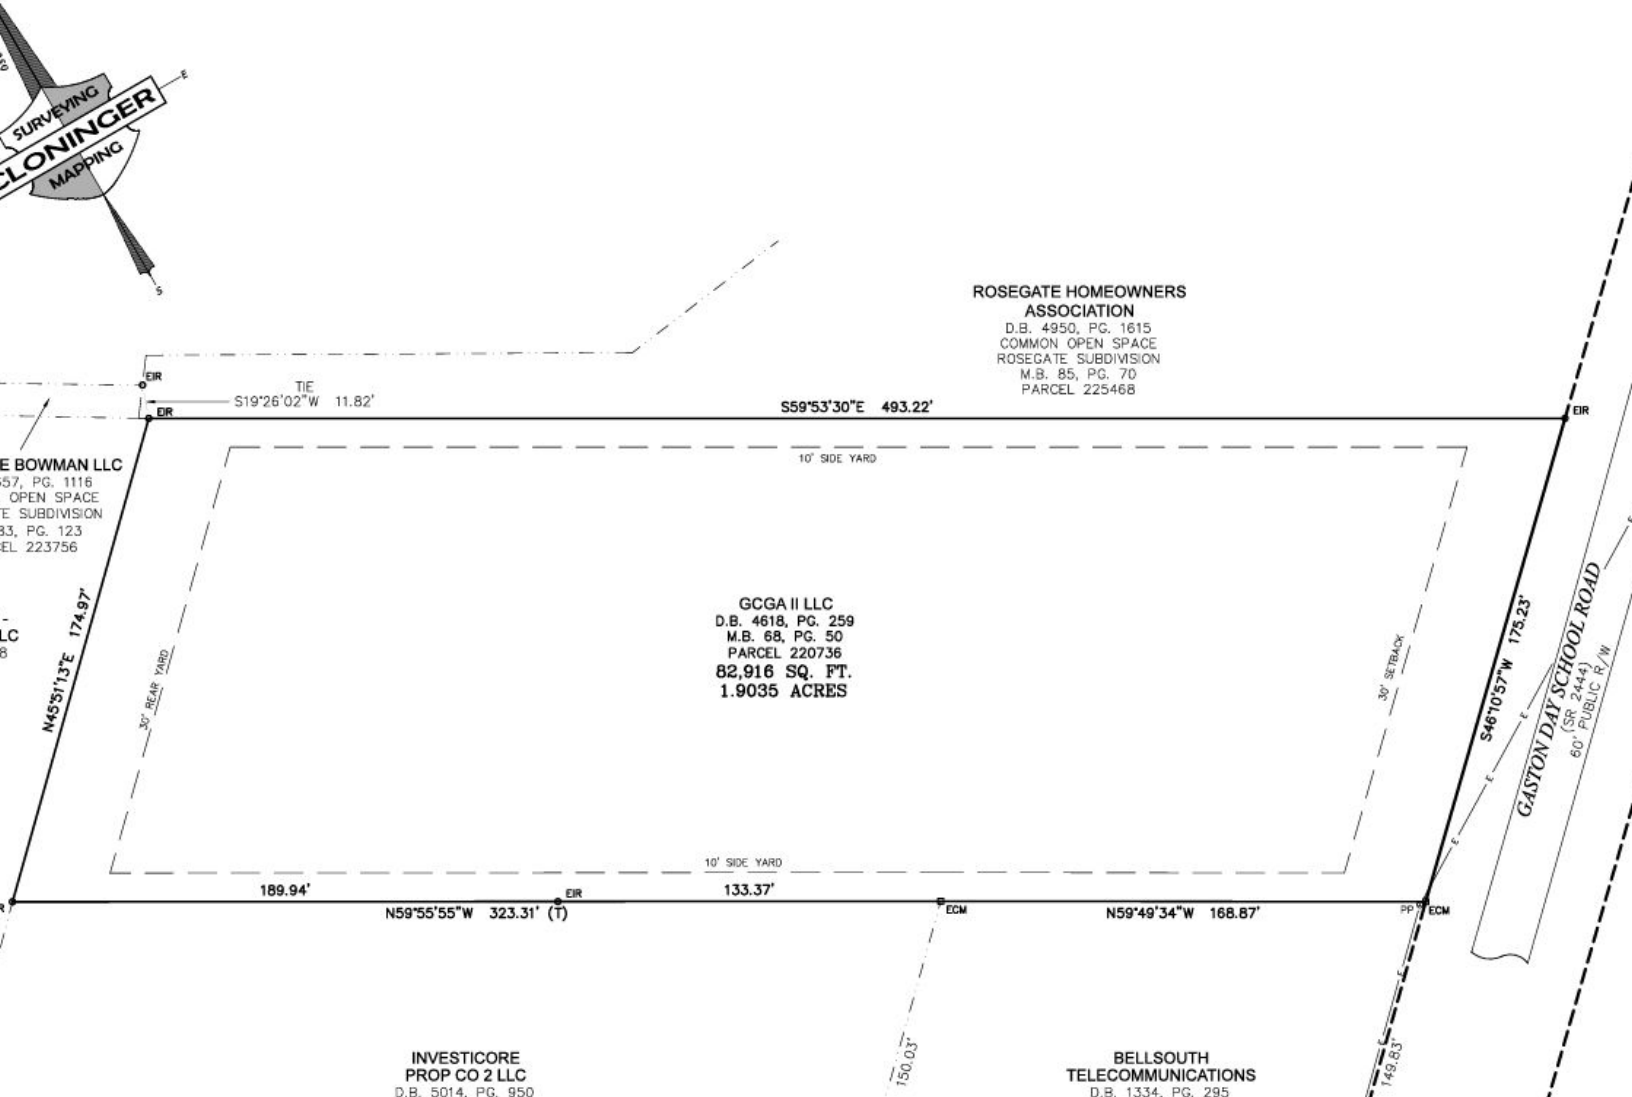 E
SURVEYING
CLONINGER
MAPPING
S
ROSEGATE HOMEOWNERS
ASSOCIATION
D.B. 4950, PG. 1615
COMMON OPEN SPACE
ROSEGATE SUBDIVISION
M.B. 85, PG. 70
PARCEL 225468
EIR
TIE
S19°26'02"W 11.82'
EIR
S59°53'30"E 493.22'
EIR
10' SIDE YARD
E BOWMAN LLC
557, PG. 1116
OPEN SPACE
TE SUBDIVISION
83, PG. 123
CEL 223756
LC
8
N45°51'13"E 174.97'
30' REAR YARD
GCGA II LLC
D.B. 4618, PG. 259
M.B. 68, PG. 50
PARCEL 220736
82,916 SQ. FT.
1.9035 ACRES
30' SETBACK
S46°10'57"W 175.23'
GASTON DAY SCHOOL ROAD
(SR 2444)
60' PUBLIC R/W
E
E
E
E
10' SIDE YARD
189.94'
EIR
133.37'
R
N59°55'55"W 323.31' (T)
ECM
N59°49'34"W 168.87'
PP
ECM
E
E
150.03'
149.83'
INVESTICORE
PROP CO 2 LLC
D.B. 5014, PG. 950
BELLSOUTH
TELECOMMUNICATIONS
D.B. 1334, PG. 295